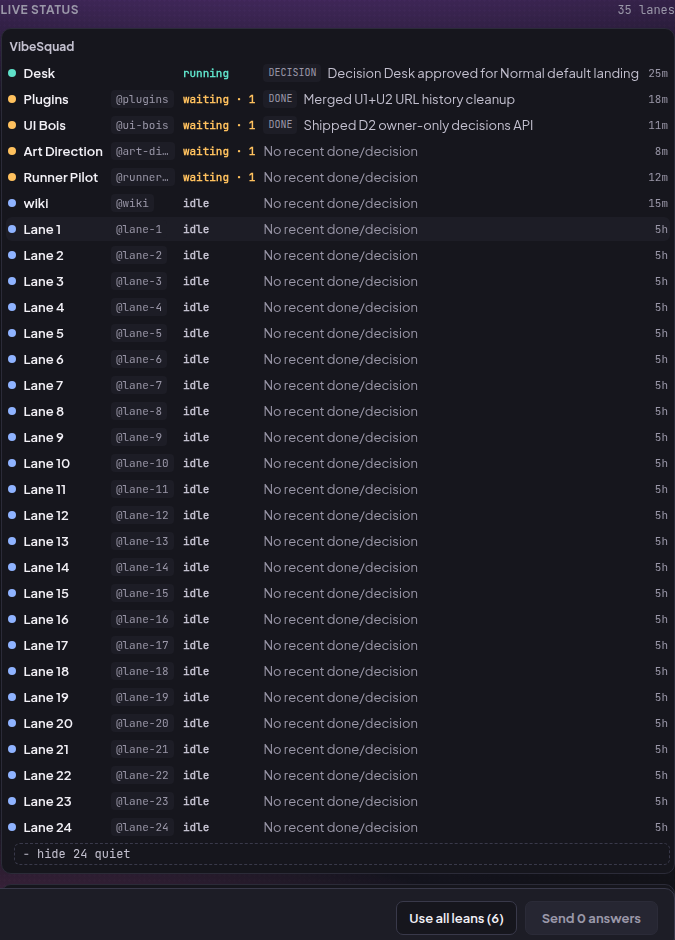 LIVE STATUS 35 lanes
VibeSquad
Desk running DECISION Decision Desk approved for Normal default landing 25m
Plugins @plugins waiting · 1 DONE Merged U1+U2 URL history cleanup 18m
UI Bois @ui-bois waiting · 1 DONE Shipped D2 owner-only decisions API 11m
Art Direction @art-di… waiting · 1 No recent done/decision 8m
Runner Pilot @runner… waiting · 1 No recent done/decision 12m
wiki @wiki idle No recent done/decision 15m
Lane 1 @lane-1 idle No recent done/decision 5h
Lane 2 @lane-2 idle No recent done/decision 5h
Lane 3 @lane-3 idle No recent done/decision 5h
Lane 4 @lane-4 idle No recent done/decision 5h
Lane 5 @lane-5 idle No recent done/decision 5h
Lane 6 @lane-6 idle No recent done/decision 5h
Lane 7 @lane-7 idle No recent done/decision 5h
Lane 8 @lane-8 idle No recent done/decision 5h
Lane 9 @lane-9 idle No recent done/decision 5h
Lane 10 @lane-10 idle No recent done/decision 5h
Lane 11 @lane-11 idle No recent done/decision 5h
Lane 12 @lane-12 idle No recent done/decision 5h
Lane 13 @lane-13 idle No recent done/decision 5h
Lane 14 @lane-14 idle No recent done/decision 5h
Lane 15 @lane-15 idle No recent done/decision 5h
Lane 16 @lane-16 idle No recent done/decision 5h
Lane 17 @lane-17 idle No recent done/decision 5h
Lane 18 @lane-18 idle No recent done/decision 5h
Lane 19 @lane-19 idle No recent done/decision 5h
Lane 20 @lane-20 idle No recent done/decision 5h
Lane 21 @lane-21 idle No recent done/decision 5h
Lane 22 @lane-22 idle No recent done/decision 5h
Lane 23 @lane-23 idle No recent done/decision 5h
Lane 24 @lane-24 idle No recent done/decision 5h
- hide 24 quiet
Use all leans (6) Send 0 answers